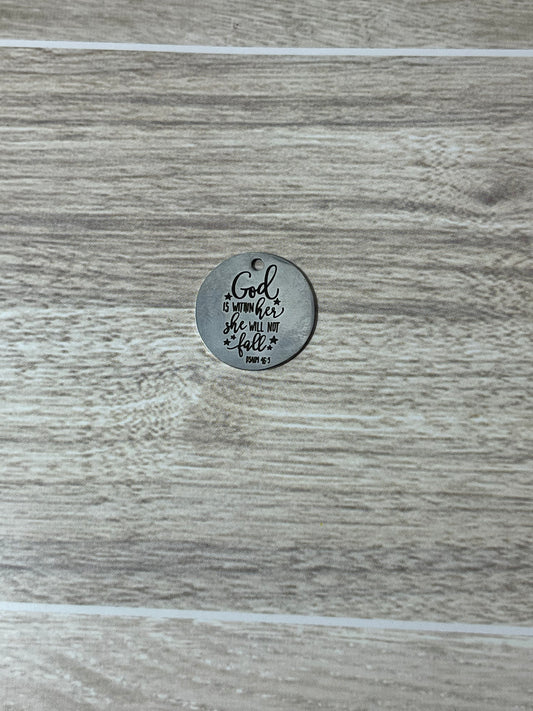 God
IS WITHIN her
she WILL NOT
fall
PSALM 46:5